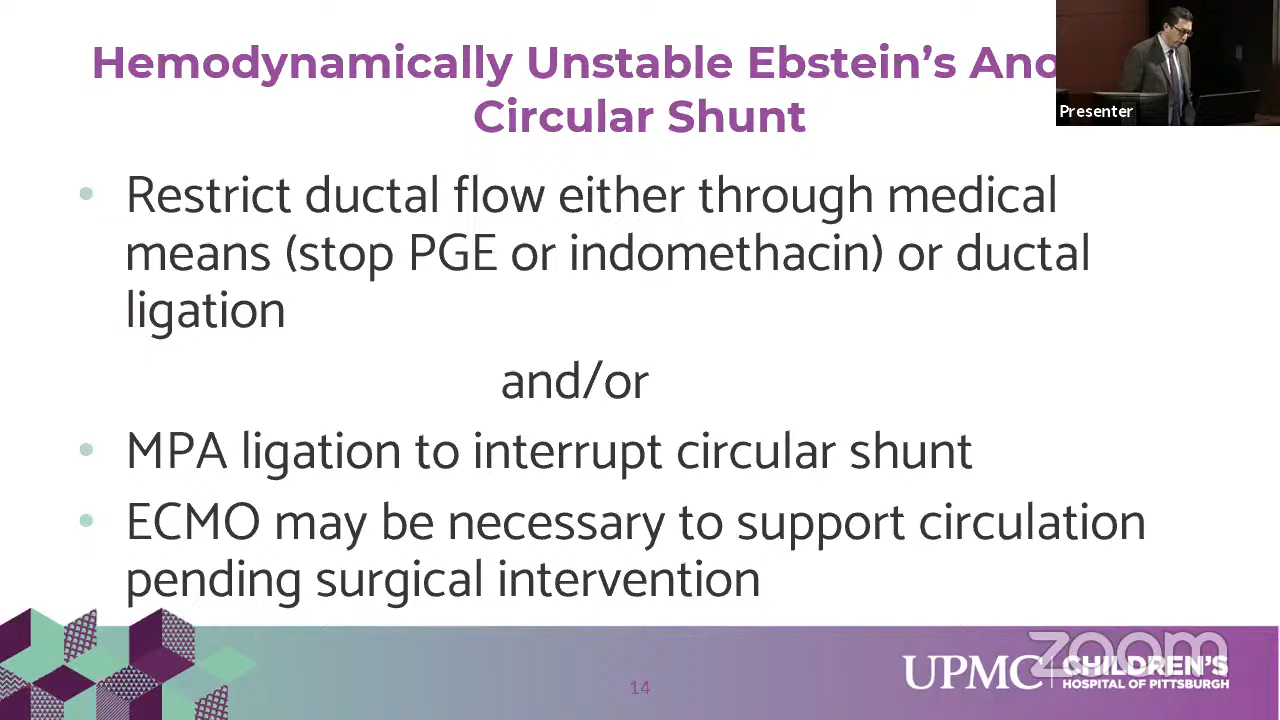 Hemodynamically Unstable Ebstein's
Circular Shunt
Presenter
• Restrict ductal flow either through medical
means (stop PGE or indomethacin) or ductal
ligation
and/or
• MPA ligation to interrupt circular shunt
• ECMO may be necessary to support circulation
pending surgical intervention
14
zoom
UPMC CHILDREN'S
HOSPITAL OF PITTSBURGH